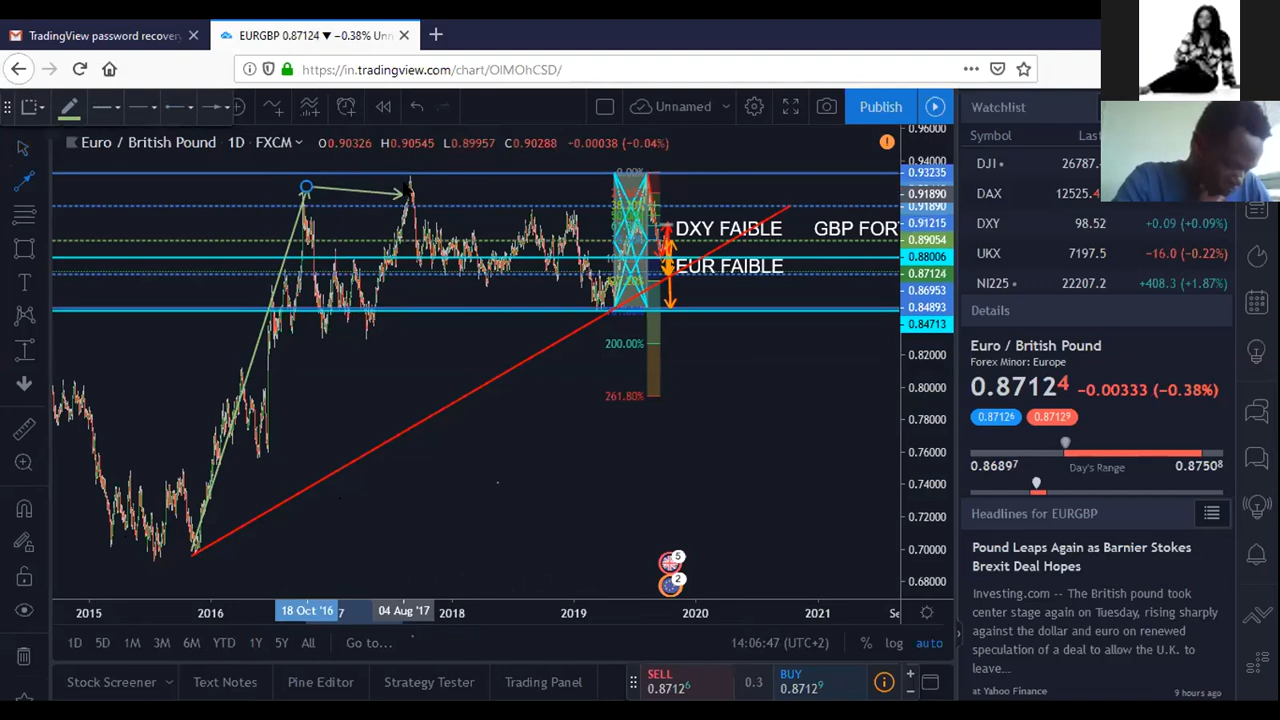 TradingView password recovery
EURGBP 0.87124 ▼ −0.38% Unn
https://in.tradingview.com/chart/OIMOhCSD/
Unnamed
Publish
Watchlist
Euro / British Pound 1D FXCM
O0.90326 H0.90545 L0.89957 C0.90288 −0.00038 (−0.04%)
Symbol
Las
DJI 26787.
DAX 12525.4
DXY 98.52 +0.09 (+0.09%)
UKX 7197.5 −16.0 (−0.22%)
NI225 22207.2 +408.3 (+1.87%)
Details
Euro / British Pound
Forex Minor: Europe
0.87124 −0.00333 (−0.38%)
0.87126 0.87129
0.86897 Day's Range 0.87508
Headlines for EURGBP
Pound Leaps Again as Barnier Stokes
Brexit Deal Hopes
Investing.com -- The British pound took
center stage again on Tuesday, rising sharply
against the dollar and euro on renewed
speculation of a deal to allow the U.K. to
leave...
at Yahoo Finance 9 hours ago
DXY FAIBLE GBP FOR
EUR FAIBLE
0.00%
200.00%
261.80%
0.96000
0.94000
0.93235
0.91890
0.91890
0.91215
0.89054
0.88006
0.87124
0.86953
0.84893
0.84713
0.82000
0.80000
0.78000
0.76000
0.74000
0.72000
0.70000
0.68000
5
2
2015 2016 18 Oct '16 7 04 Aug '17 2018 2019 2020 2021 Se
1D 5D 1M 3M 6M YTD 1Y 5Y All Go to... 14:06:47 (UTC+2) % log auto
Stock Screener Text Notes Pine Editor Strategy Tester Trading Panel
SELL
0.87126
0.3
BUY
0.87129